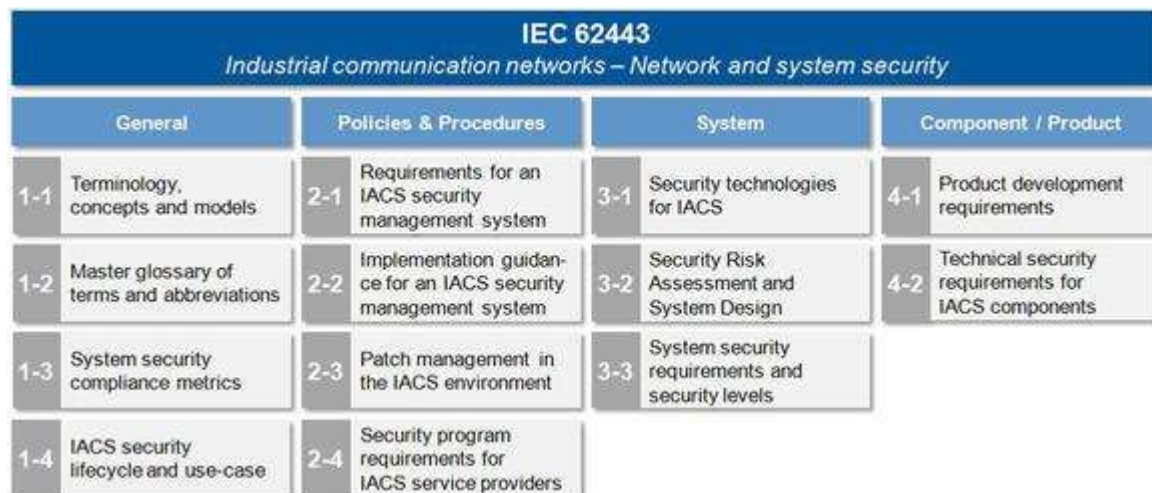 IEC 62443
Industrial communication networks – Network and system security
General
Policies & Procedures
System
Component / Product
1-1
Terminology,
concepts and models
2-1
Requirements for an
IACS security
management system
3-1
Security technologies
for IACS
4-1
Product development
requirements
1-2
Master glossary of
terms and abbreviations
2-2
Implementation guidan-
ce for an IACS security
management system
3-2
Security Risk
Assessment and
System Design
4-2
Technical security
requirements for
IACS components
1-3
System security
compliance metrics
2-3
Patch management in
the IACS environment
3-3
System security
requirements and
security levels
1-4
IACS security
lifecycle and use-case
2-4
Security program
requirements for
IACS service providers